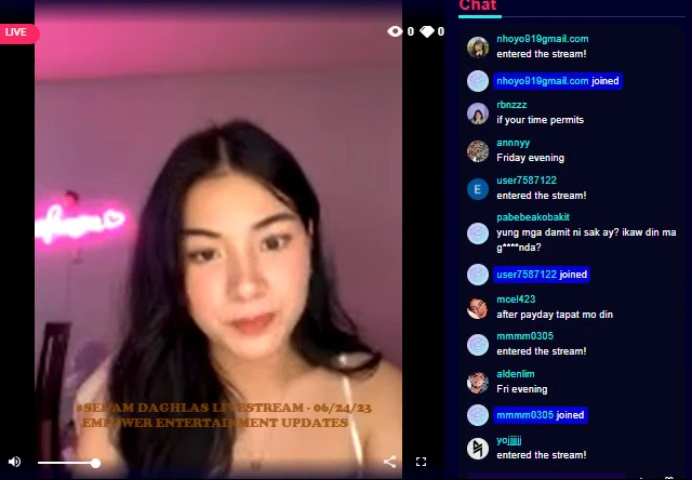 Chat
LIVE
0
0
nhoyo919gmail.com
entered the stream!
nhoyo919gmail.com joined
rbnzzz
if your time permits
annnyy
Friday evening
user7587122
entered the stream!
E
pabebeakobakit
yung mga damit ni sak ay? ikaw din ma
g****nda?
user7587122 joined
mcel423
after payday tapat mo din
mmmm0305
entered the stream!
aldenlim
Fri evening
mmmm0305 joined
yojjjjjj
entered the stream!
DAGHLAS LIVESTREAM - 06/24/23
ENTERTAINMENT UPDATES